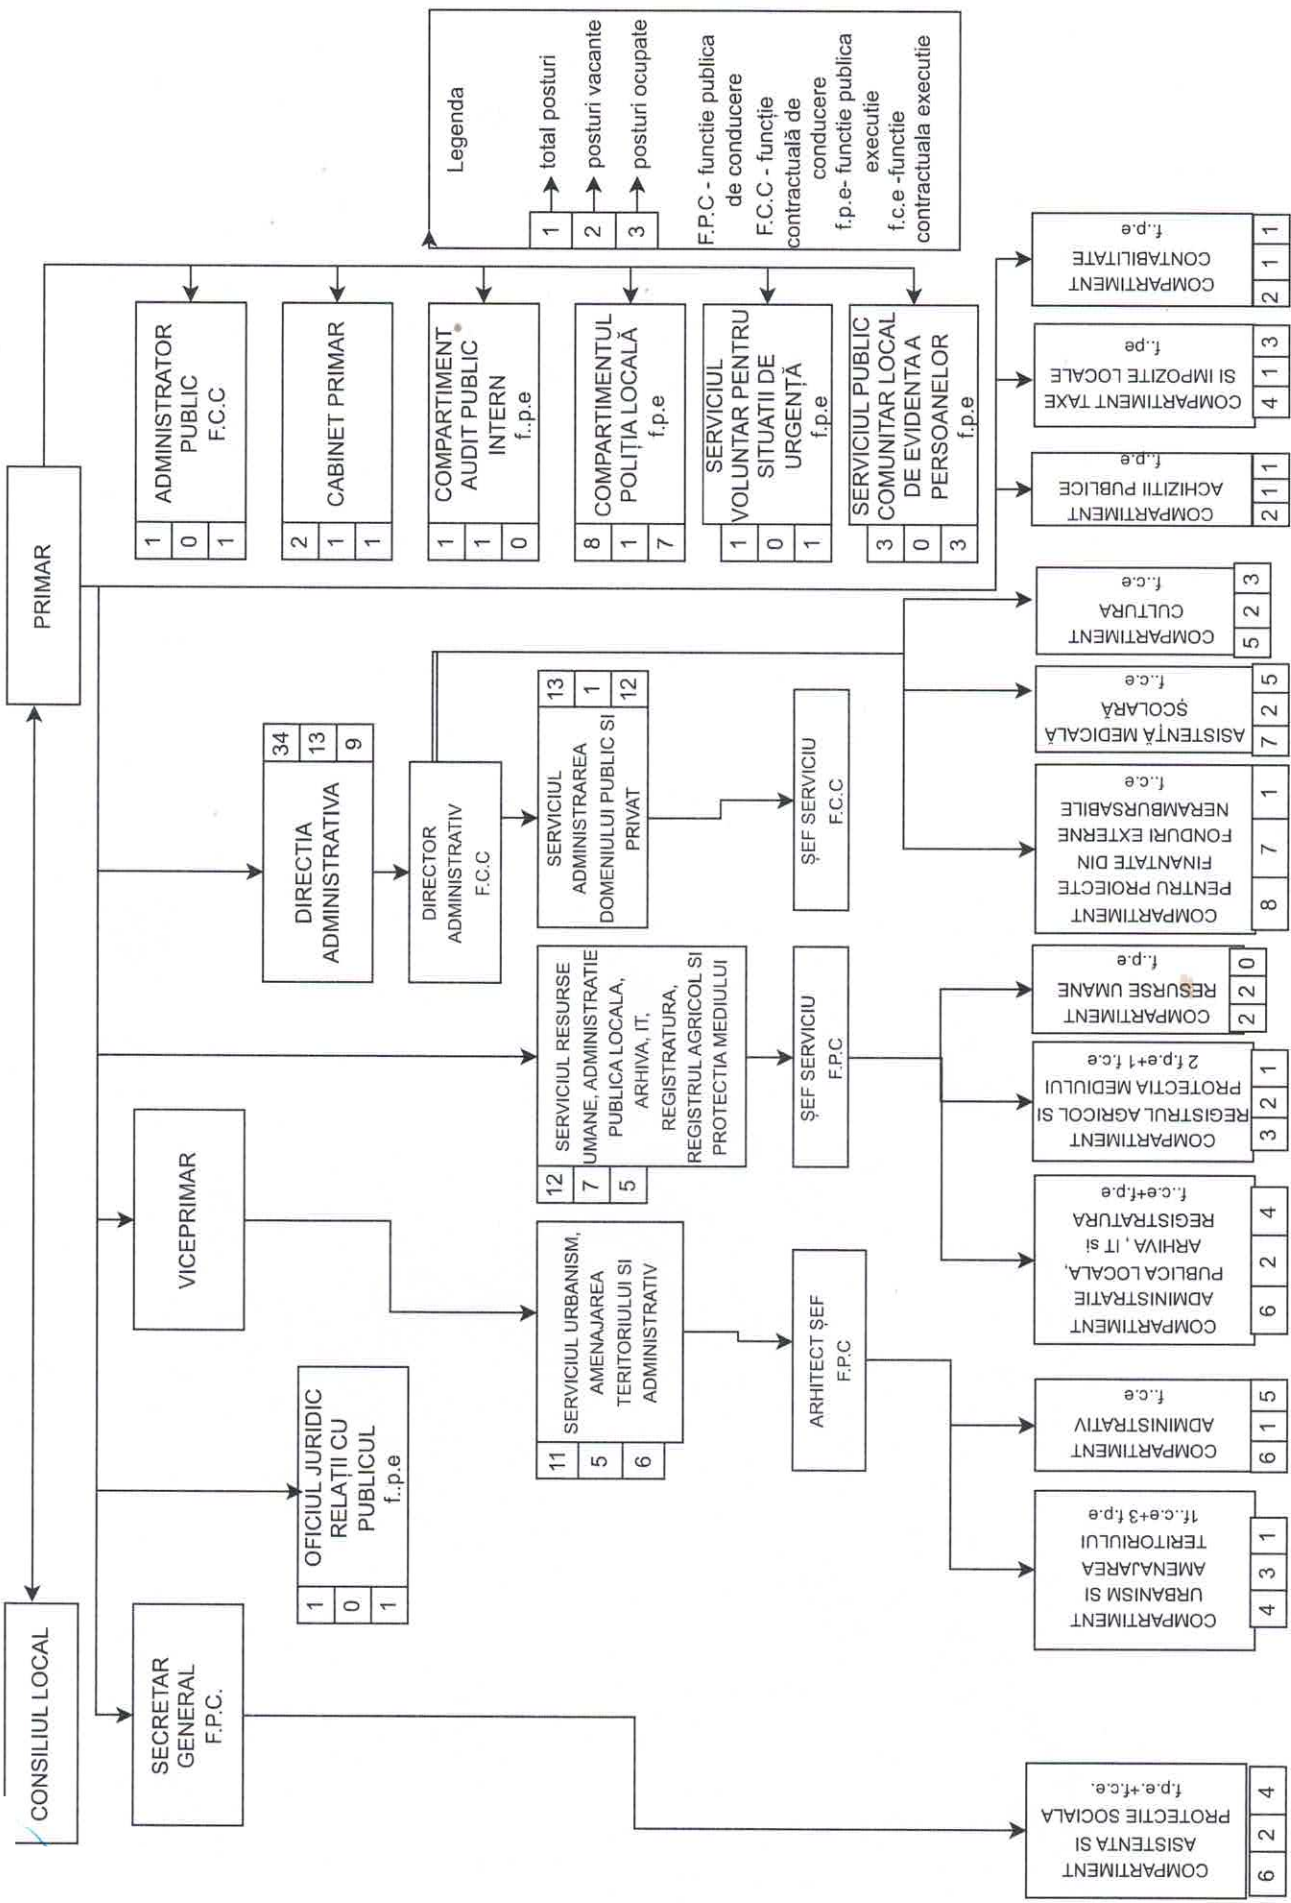 CONSILIUL LOCAL
PRIMAR
SECRETAR
GENERAL
F.P.C.
OFICIUL JURIDIC
RELAȚII CU
PUBLICUL
f..p.e
1
0
1
VICEPRIMAR
DIRECTIA
ADMINISTRATIVA
34
13
9
DIRECTOR
ADMINISTRATIV
F.C.C
ADMINISTRATOR
PUBLIC
F.C.C
1
0
1
CABINET PRIMAR
2
1
1
COMPARTIMENT
AUDIT PUBLIC
INTERN
f..p.e
1
1
0
COMPARTIMENTUL
POLIȚIA LOCALĂ
f.p.e
8
1
7
SERVICIUL
VOLUNTAR PENTRU
SITUATII DE
URGENȚĂ
f.p.e
1
0
1
SERVICIUL PUBLIC
COMUNITAR LOCAL
DE EVIDENTA A
PERSOANELOR
f.p.e
3
0
3
Legenda
1 total posturi
2 posturi vacante
3 posturi ocupate
F.P.C - functie publica
de conducere
F.C.C - funcție
contractuală de
conducere
f.p.e- functie publica
executie
f.c.e -functie
contractuala executie
SERVICIUL URBANISM,
AMENAJAREA
TERITORIULUI SI
ADMINISTRATIV
11
5
6
SERVICIUL RESURSE
UMANE, ADMINISTRATIE
PUBLICA LOCALA,
ARHIVA, IT,
REGISTRATURA,
REGISTRUL AGRICOL SI
PROTECTIA MEDIULUI
12
7
5
SERVICIUL
ADMINISTRAREA
DOMENIULUI PUBLIC SI
PRIVAT
13
1
12
ARHITECT ȘEF
F.P.C
ȘEF SERVICIU
F.P.C
ȘEF SERVICIU
F.C.C
COMPARTIMENT
ASISTENTA SI
PROTECTIE SOCIALA
f.p.e.+f.c.e.
6 2 4
COMPARTIMENT
URBANISM SI
AMENAJAREA
TERITORIULUI
1f..c.e+3 f.p.e
4 3 1
COMPARTIMENT
ADMINISTRATIV
f..c.e
6 1 5
COMPARTIMENT
ADMINISTRATIE
PUBLICA LOCALA,
ARHIVA , IT si
REGISTRATURA
f..c.e+f.p.e
6 2 4
COMPARTIMENT
REGISTRUL AGRICOL SI
PROTECTIA MEDIULUI
2 f.p.e+1 f.c.e
3 2 1
COMPARTIMENT
RESURSE UMANE
f..p.e
2 2 0
COMPARTIMENT
PENTRU PROIECTE
FINANTATE DIN
FONDURI EXTERNE
NERAMBURSABILE
f..c.e
8 7 1
ASISTENȚĂ MEDICALĂ
ȘCOLARĂ
f..c.e
7 2 5
COMPARTIMENT
CULTURA
f..c.e
5 2 3
COMPARTIMENT
ACHIZITII PUBLICE
f..p.e
2 1 1
COMPARTIMENT TAXE
SI IMPOZITE LOCALE
f..pe
4 1 3
COMPARTIMENT
CONTABILITATE
f..p.e
2 1 1